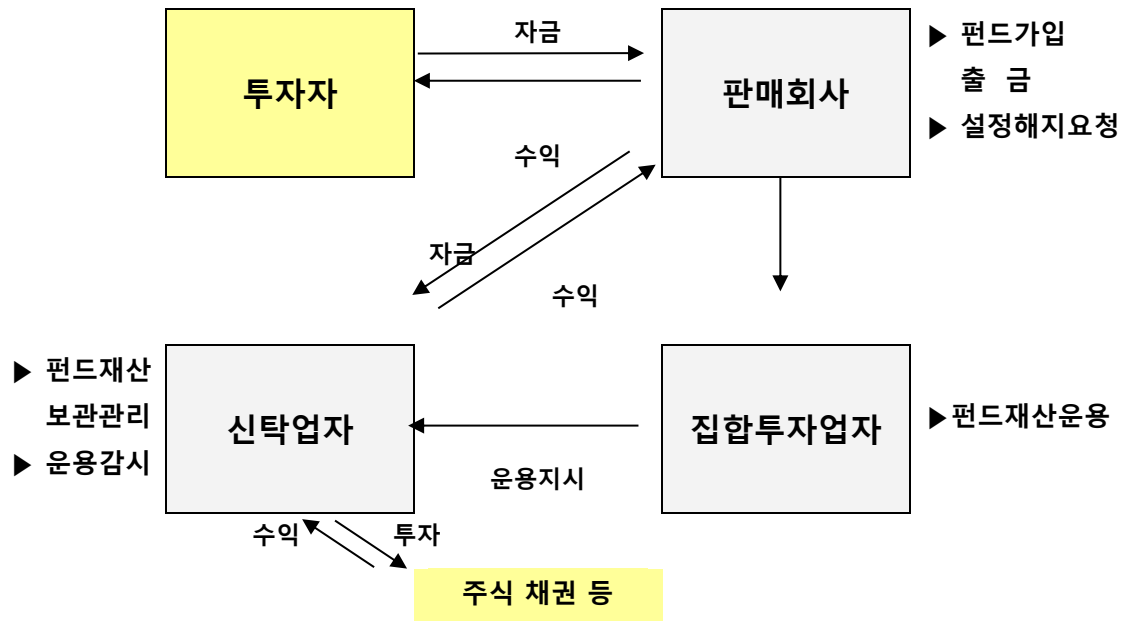 자금
투자자
판매회사
▶ 펀드가입
출 금
▶ 설정해지요청
수익
자금
수익
▶ 펀드재산
보관관리
▶ 운용감시
신탁업자
운용지시
집합투자업자
▶펀드재산운용
수익
투자
주식 채권 등